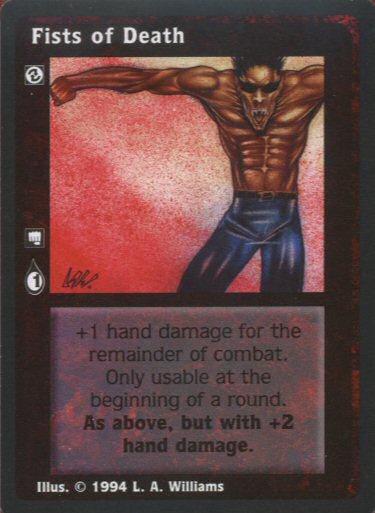 Fists of Death
1
+1 hand damage for the
remainder of combat.
Only usable at the
beginning of a round.
As above, but with +2
hand damage.
Illus. © 1994 L. A. Williams